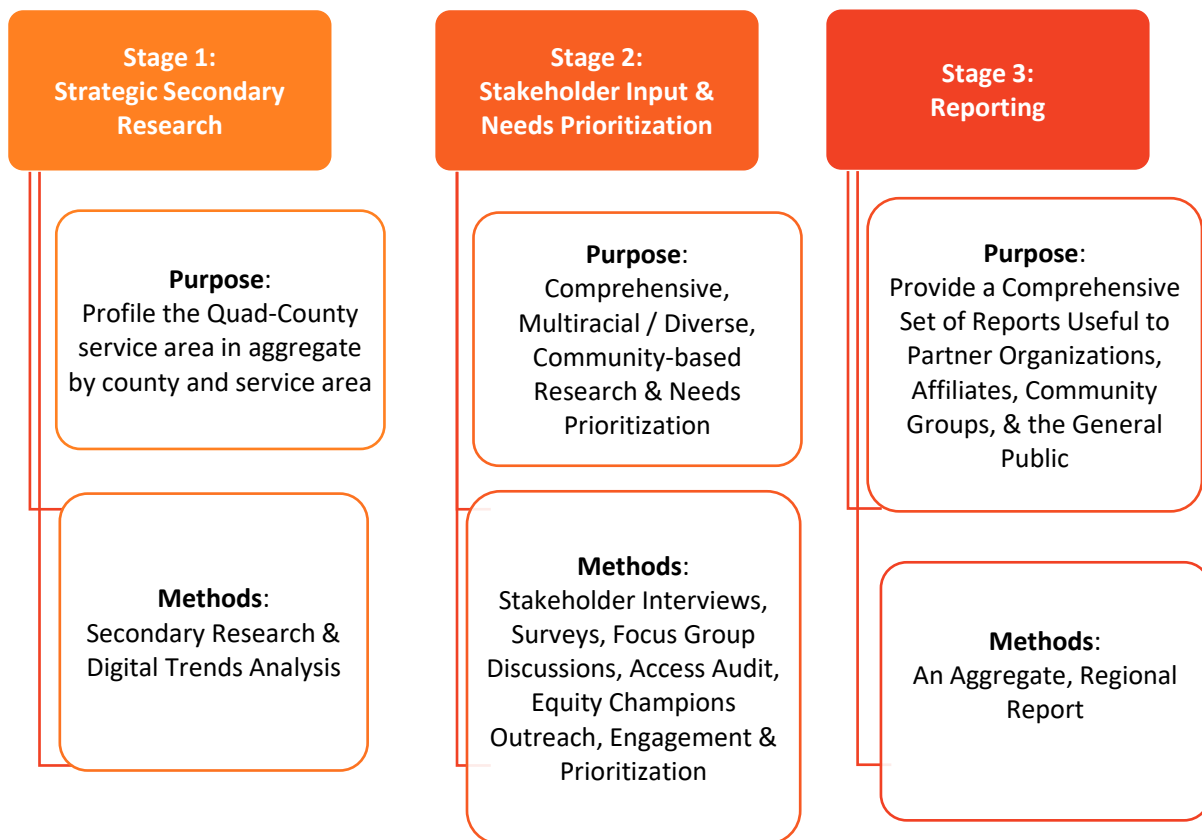 Stage 1:
Strategic Secondary
Research
Purpose:
Profile the Quad-County
service area in aggregate
by county and service area
Methods:
Secondary Research &
Digital Trends Analysis
Stage 2:
Stakeholder Input &
Needs Prioritization
Purpose:
Comprehensive,
Multiracial / Diverse,
Community-based
Research & Needs
Prioritization
Methods:
Stakeholder Interviews,
Surveys, Focus Group
Discussions, Access Audit,
Equity Champions
Outreach, Engagement &
Prioritization
Stage 3:
Reporting
Purpose:
Provide a Comprehensive
Set of Reports Useful to
Partner Organizations,
Affiliates, Community
Groups, & the General
Public
Methods:
An Aggregate, Regional
Report